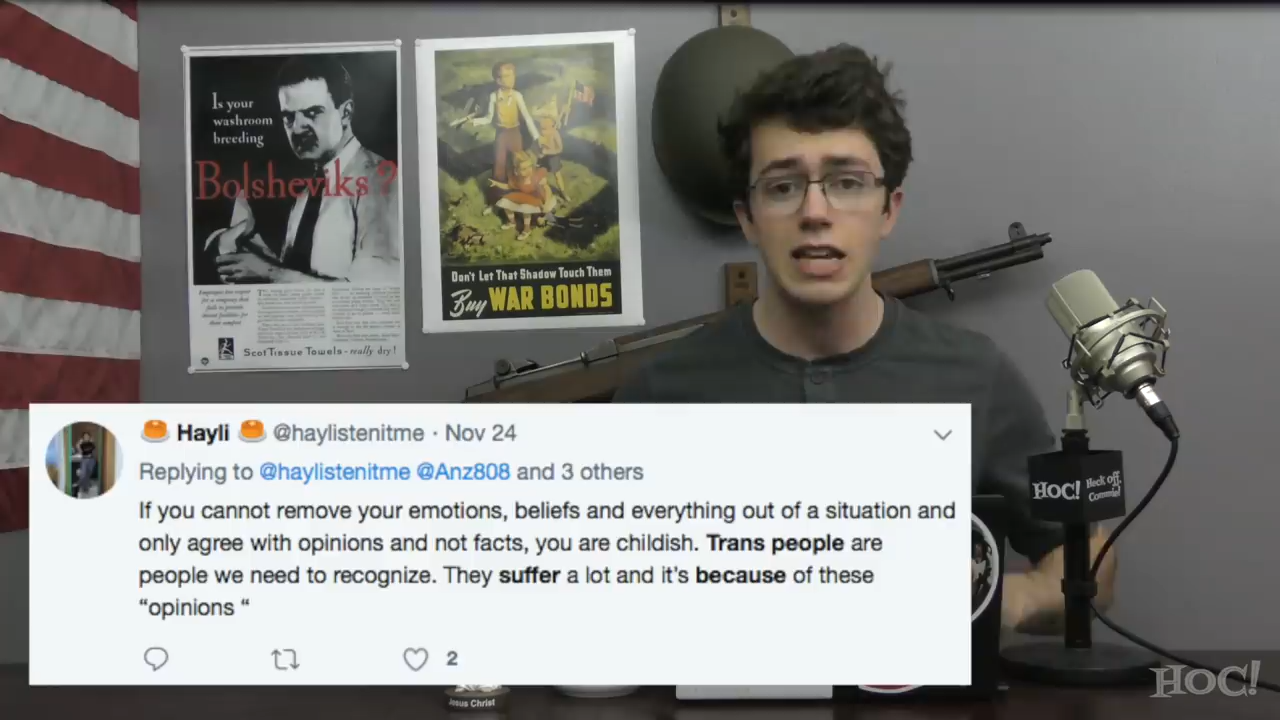 Is your
washroom
breeding
Bolsheviks?
ScotTissue Towels - really dry!
Don't Let That Shadow Touch Them
Buy WAR BONDS
Hayli @haylistenitme · Nov 24
Replying to @haylistenitme @Anz808 and 3 others
If you cannot remove your emotions, beliefs and everything out of a situation and
only agree with opinions and not facts, you are childish. Trans people are
people we need to recognize. They suffer a lot and it's because of these
“opinions “
2
HOC! Heck off,
Commie!
Jesus Christ
HOC!